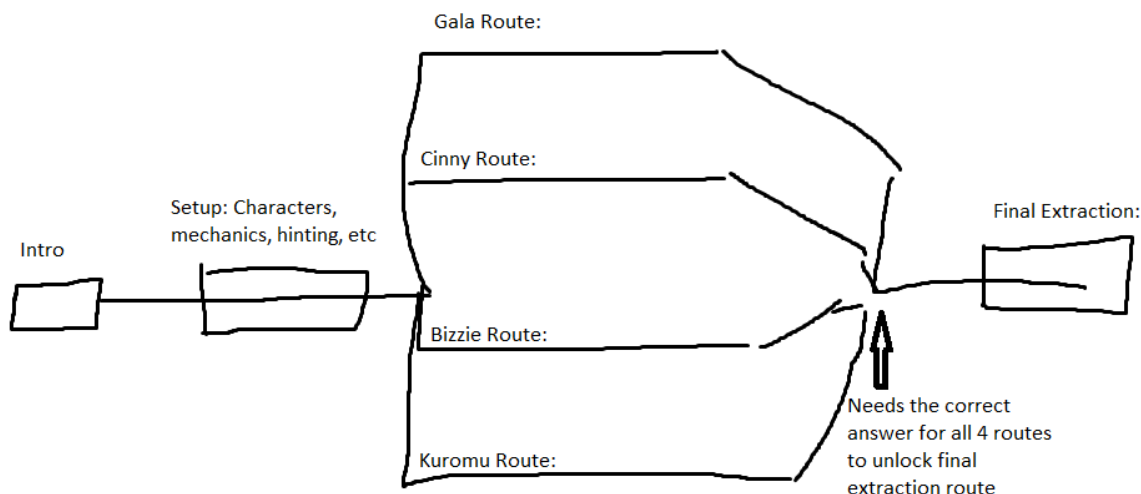 Gala Route:
Cinny Route:
Setup: Characters,
mechanics, hinting, etc
Intro
Final Extraction:
Bizzie Route:
Kuromu Route:
Needs the correct
answer for all 4 routes
to unlock final
extraction route